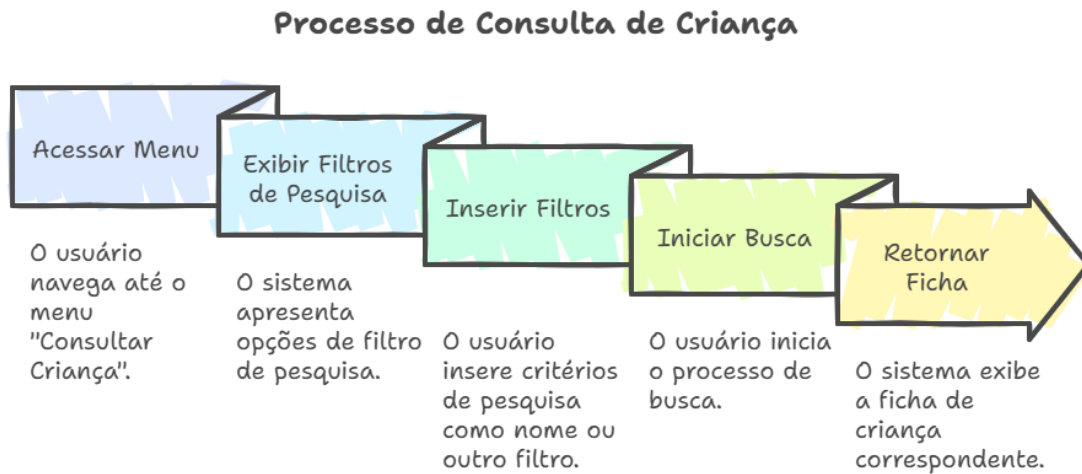 Processo de Consulta de Criança
Acessar Menu
O usuário
navega até o
menu
"Consultar
Criança".
Exibir Filtros
de Pesquisa
O sistema
apresenta
opções de filtro
de pesquisa.
Inserir Filtros
O usuário
insere critérios
de pesquisa
como nome ou
outro filtro.
Iniciar Busca
O usuário inicia
o processo de
busca.
Retornar
Ficha
O sistema exibe
a ficha de
criança
correspondente.